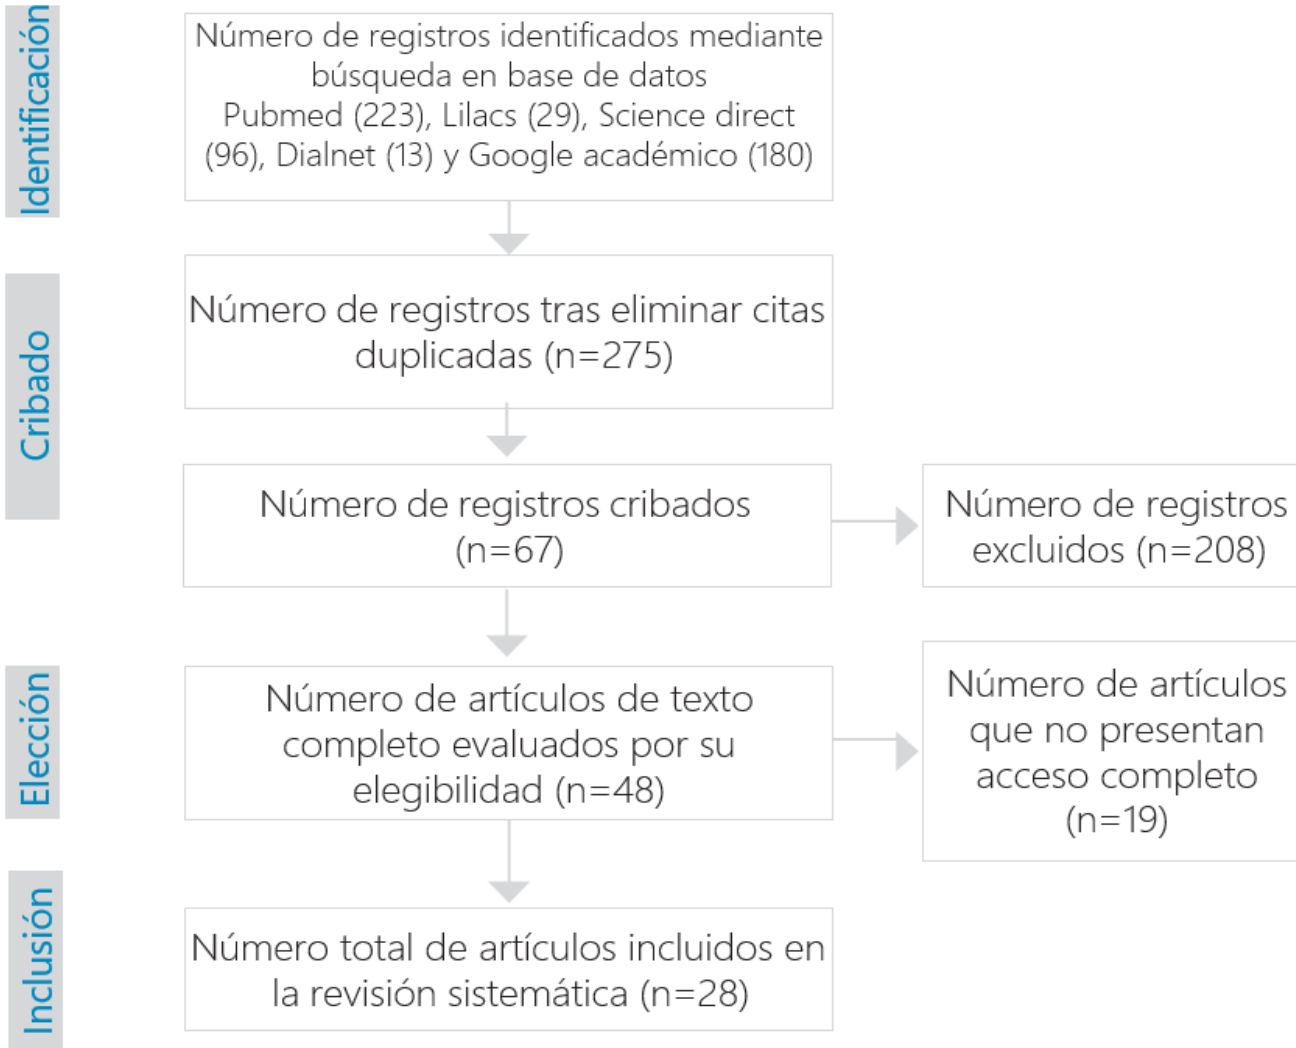 Identificación
Número de registros identificados mediante
búsqueda en base de datos
Pubmed (223), Lilacs (29), Science direct
(96), Dialnet (13) y Google académico (180)
Cribado
Número de registros tras eliminar citas
duplicadas (n=275)
Número de registros cribados
(n=67)
Número de registros
excluidos (n=208)
Elección
Número de artículos de texto
completo evaluados por su
elegibilidad (n=48)
Número de artículos
que no presentan
acceso completo
(n=19)
Inclusión
Número total de artículos incluidos en
la revisión sistemática (n=28)